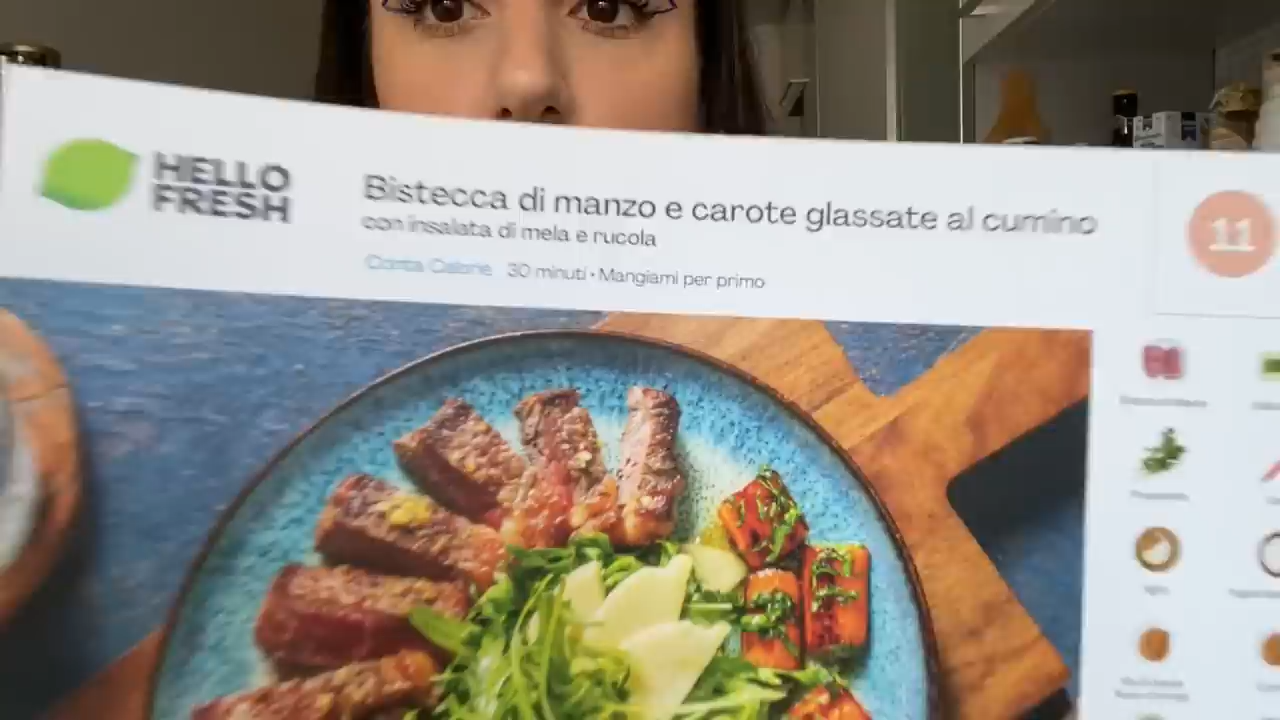 HELLO
FRESH
Bistecca di manzo e carote glassate al cumino
con insalata di mela e rucola
Conta Calorie 30 minuti • Mangiami per primo
11